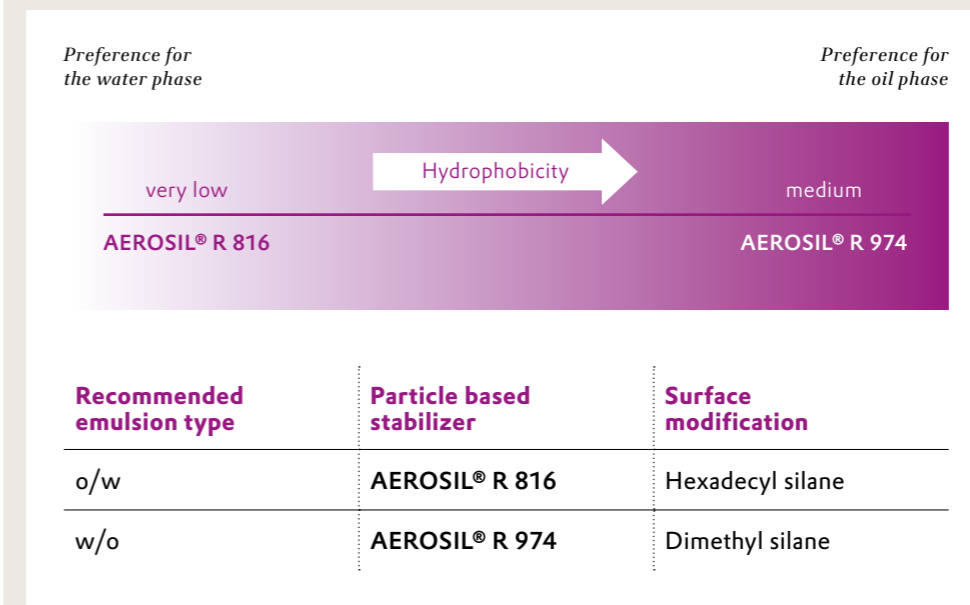 Preference for
the water phase
Preference for
the oil phase
Hydrophobicity
very low
medium
AEROSIL® R 816
AEROSIL® R 974
Recommended
emulsion type
Particle based
stabilizer
Surface
modification
o/w
AEROSIL® R 816
Hexadecyl silane
w/o
AEROSIL® R 974
Dimethyl silane